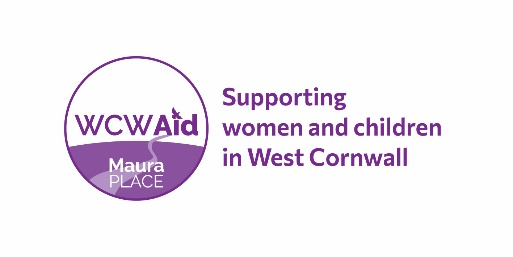 WCWAid
Maura
PLACE
Supporting
women and children
in West Cornwall